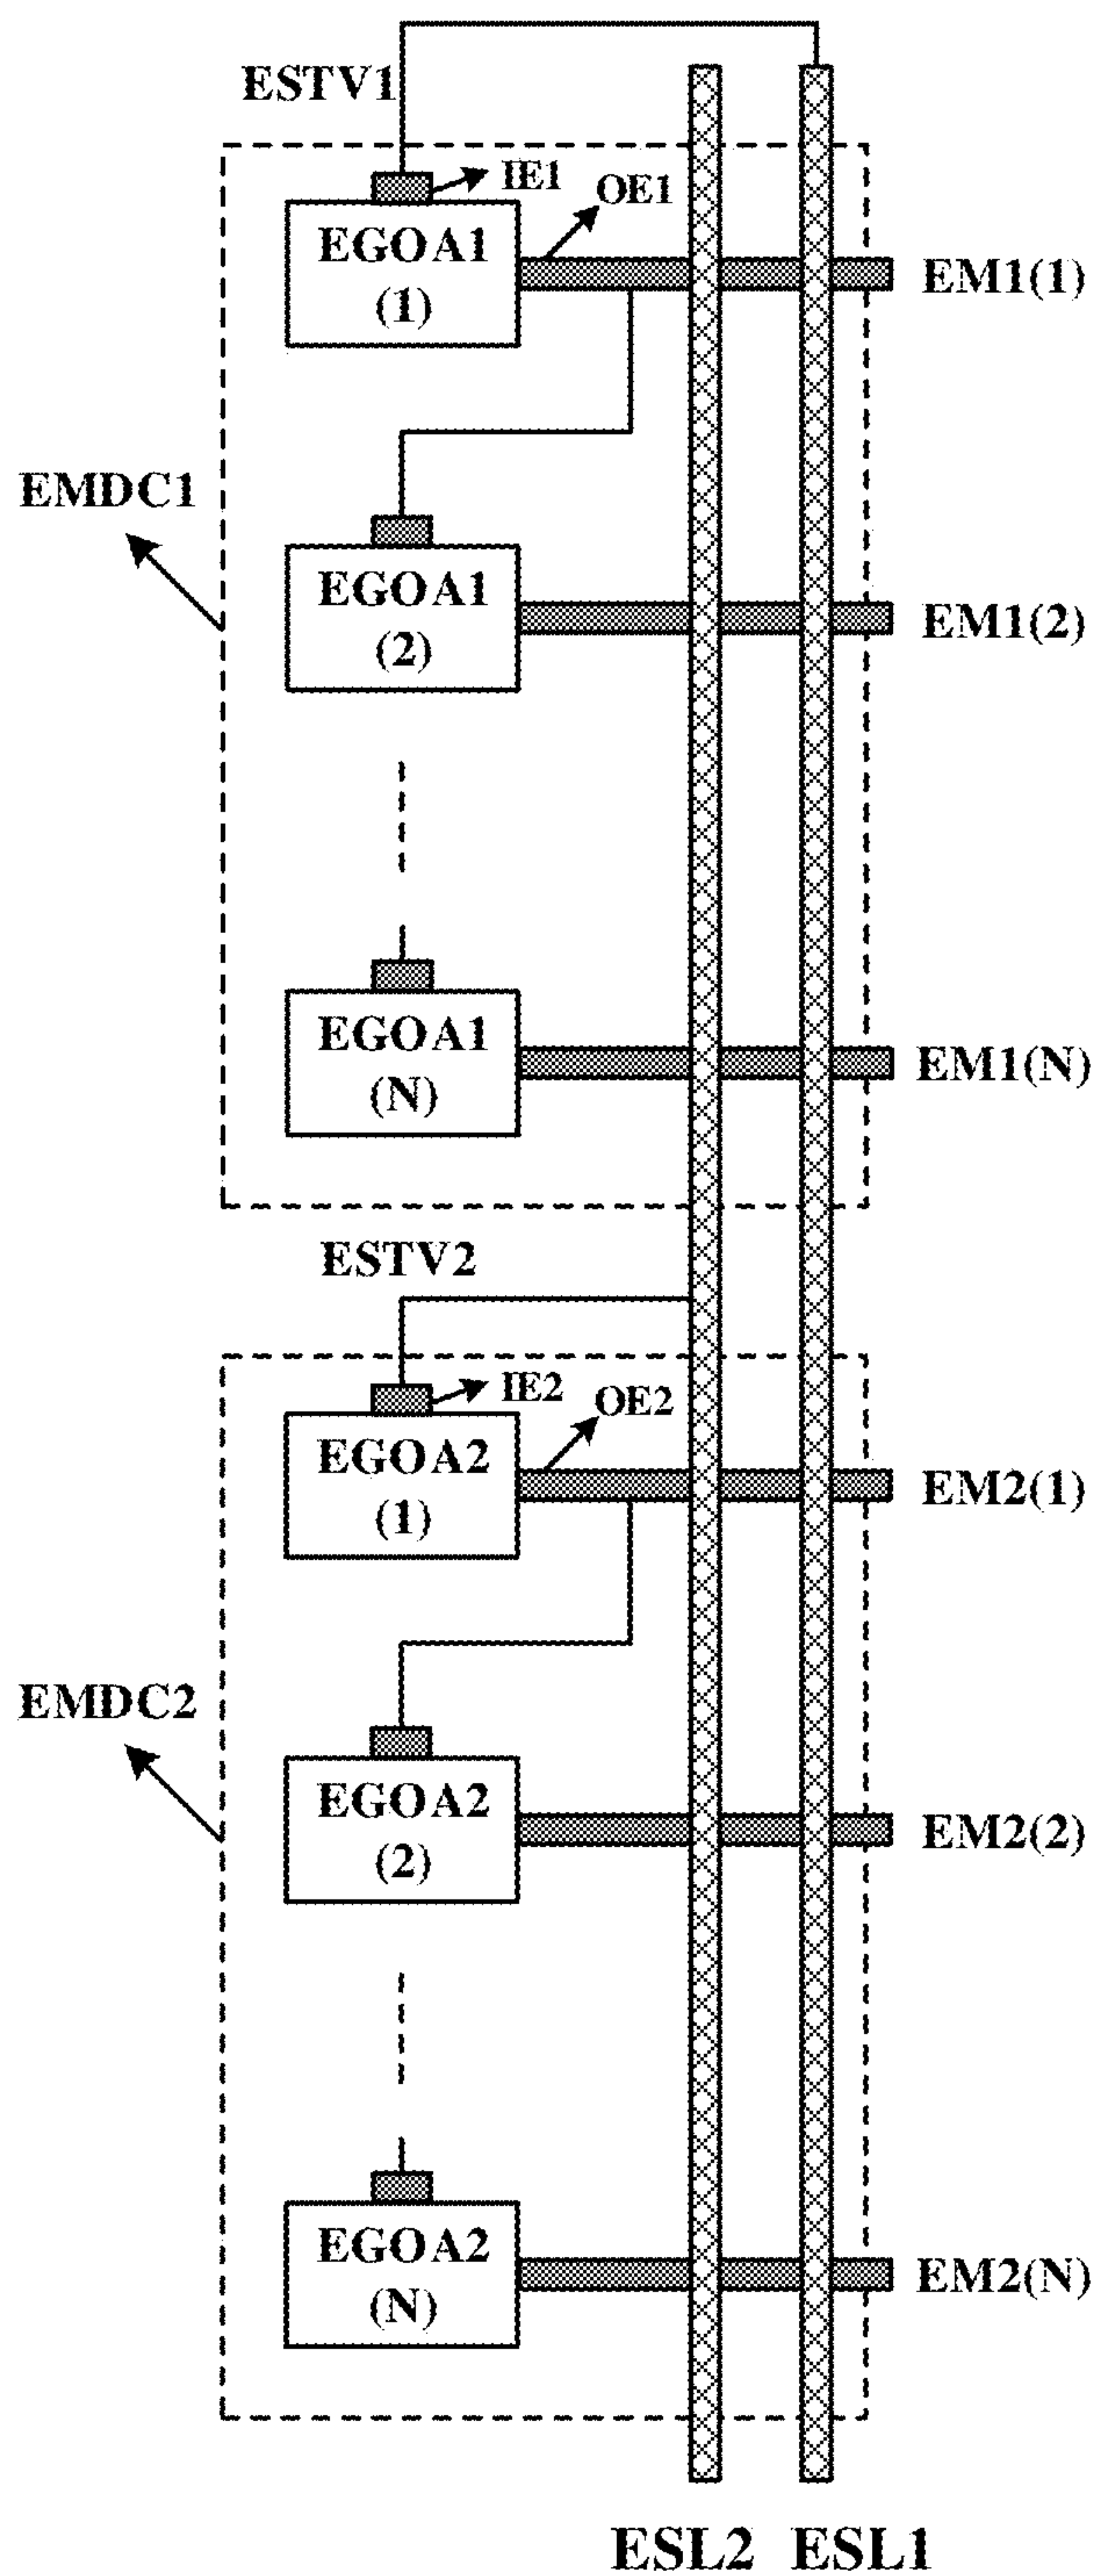 ESTV1
IE1
OE1
EGOA1
(1)
EM1(1)
EMDC1
EGOA1
(2)
EM1(2)
EGOA1
(N)
EM1(N)
ESTV2
IE2
OE2
EGOA2
(1)
EM2(1)
EMDC2
EGOA2
(2)
EM2(2)
EGOA2
(N)
EM2(N)
ESL2 ESL1